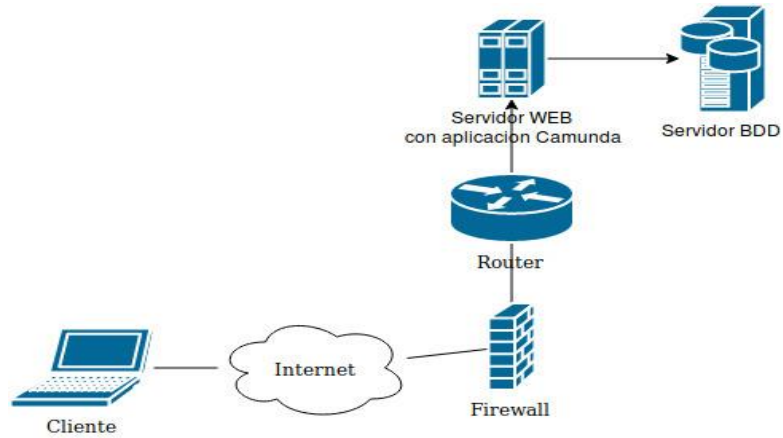 Servidor WEB
con aplicacion Camunda
Servidor BDD
Router
Internet
Firewall
Cliente